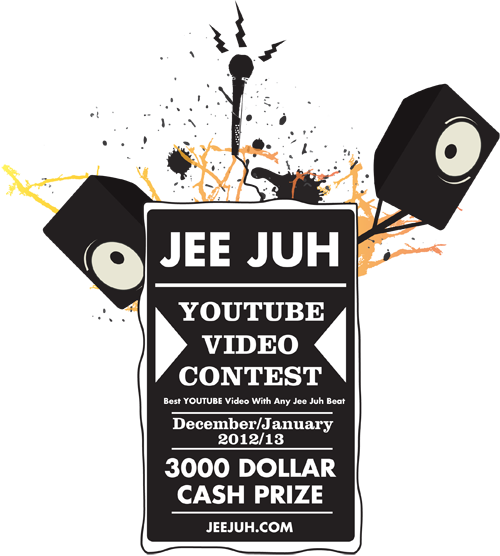 JEE JUH
YOUTUBE
VIDEO
CONTEST
Best YOUTUBE Video With Any Jee Juh Beat
December/January
2012/13
3000 DOLLAR
CASH PRIZE
JEEJUH.COM